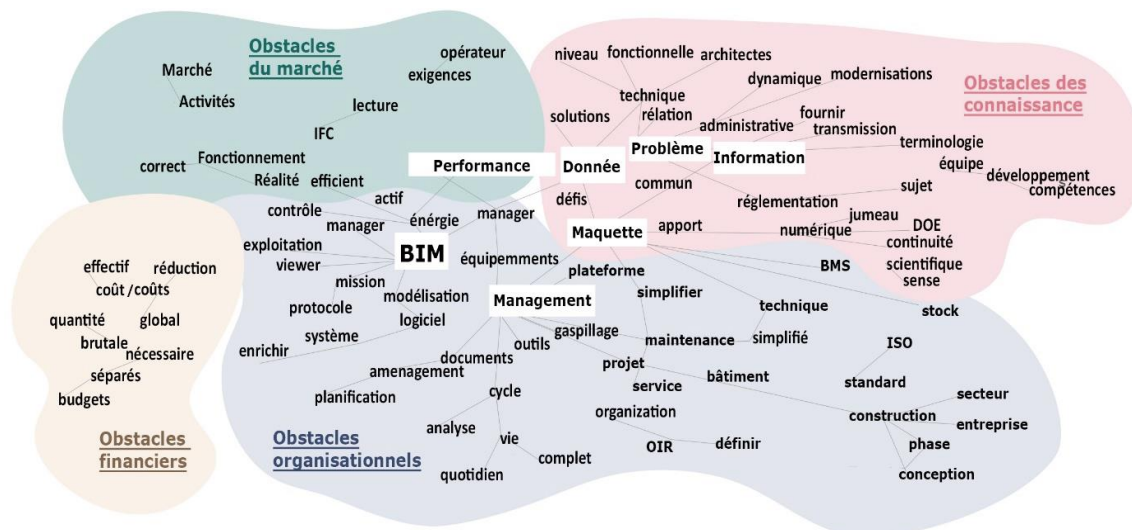 Obstacles
du marché
Marché
Activités
opérateur
exigences
lecture
IFC
Fonctionnement
correct
Réalité
efficient
actif
Performance
niveau
fonctionnelle
architectes
dynamique
modernisations
Obstacles des
connaissance
technique
solutions
rélation
administrative
fournir
transmission
terminologie
Problème
Information
Donnée
équipe
développement
compétences
commun
défis
réglementation
sujet
Maquette
apport
numérique
jumeau
DOE
continuité
scientifique
sense
contrôle
énérgie
manager
manager
exploitation
viewer
BIM
équipemments
plateforme
BMS
mission
modélisation
Management
simplifier
technique
stock
protocole
logiciel
système
gaspillage
maintenance
simplifié
ISO
enrichir
outils
documents
projet
amenagement
service
bâtiment
standard
planification
cycle
organization
construction
secteur
entreprise
analyse
vie
OIR
définir
phase
complet
quotidien
conception
Obstacles
organisationnels
effectif
réduction
coût /coûts
quantité
global
brutale
nécessaire
séparés
budgets
Obstacles
financiers